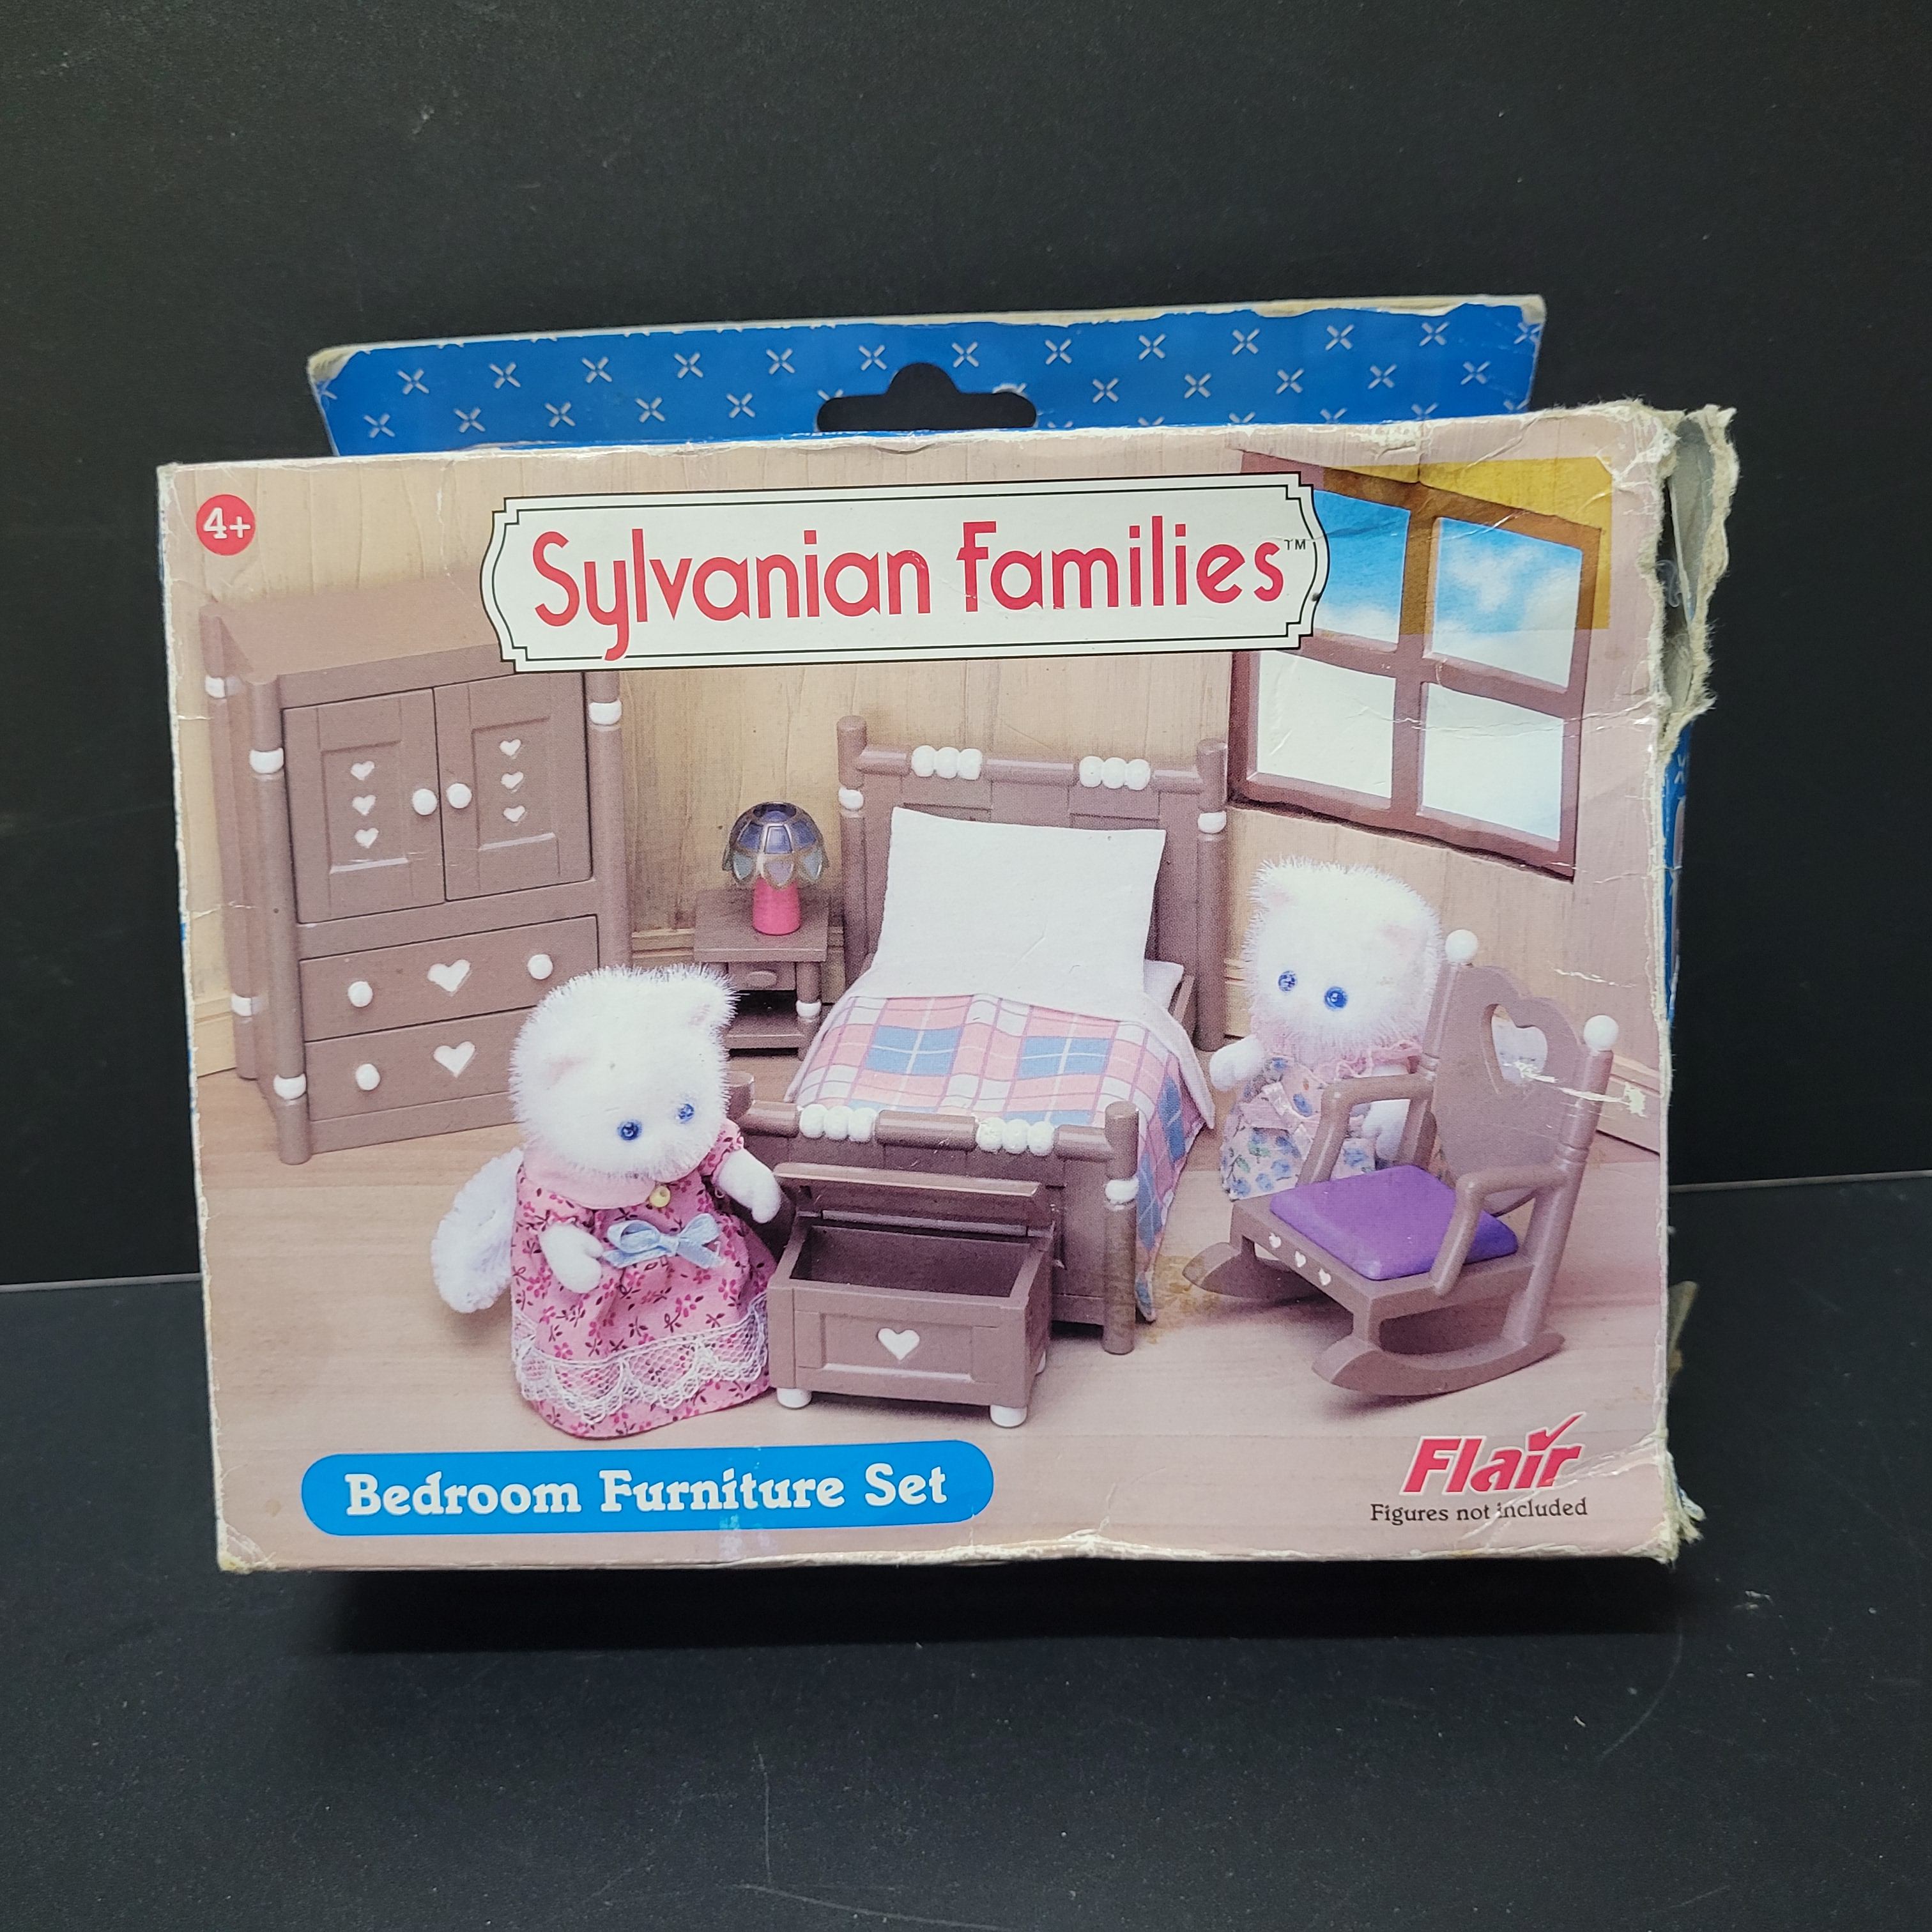 4+
Sylvanian Families™
Bedroom Furniture Set
Flair
Figures not included